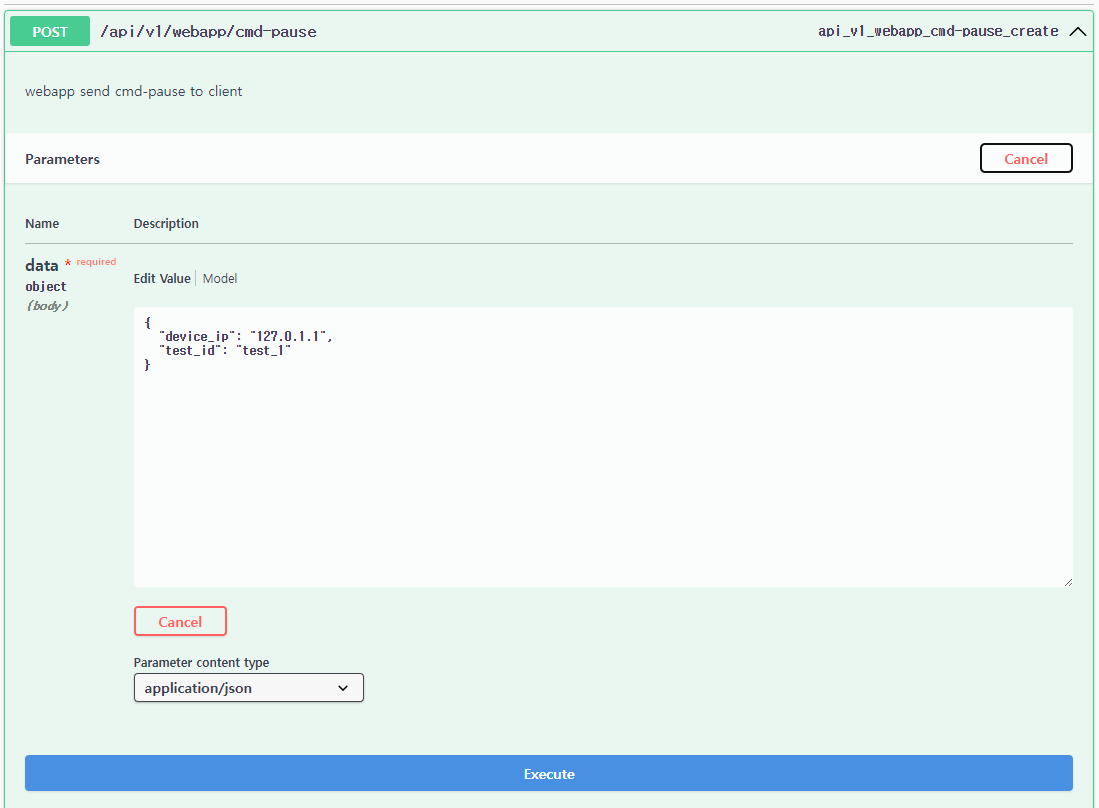 POST /api/v1/webapp/cmd-pause api_v1_webapp_cmd-pause_create
webapp send cmd-pause to client
Parameters Cancel
Name Description
data * required
object
(body)
Edit Value Model
{
"device_ip": "127.0.1.1",
"test_id": "test_1"
}
Cancel
Parameter content type
application/json
Execute